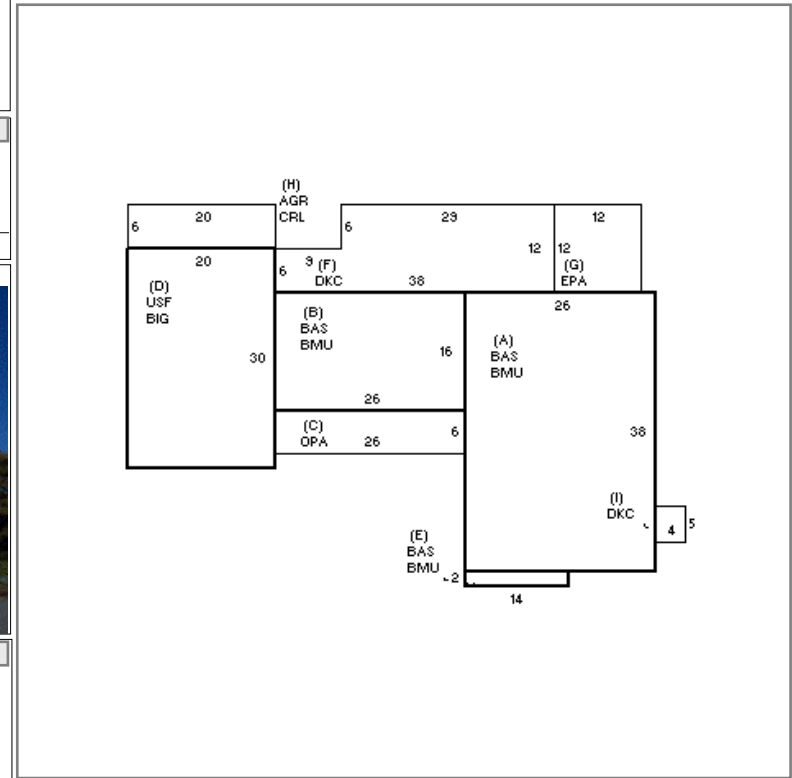 (H)
AGR
CRL
20
6
6
29
12
12
12
(G)
EPA
20
6
9
(F)
DKC
38
(D)
USF
BIG
30
(B)
BAS
BMU
16
26
26
(A)
BAS
BMU
38
(C)
OPA
26
6
(I)
DKC
4
5
(E)
BAS
BMU
2
14